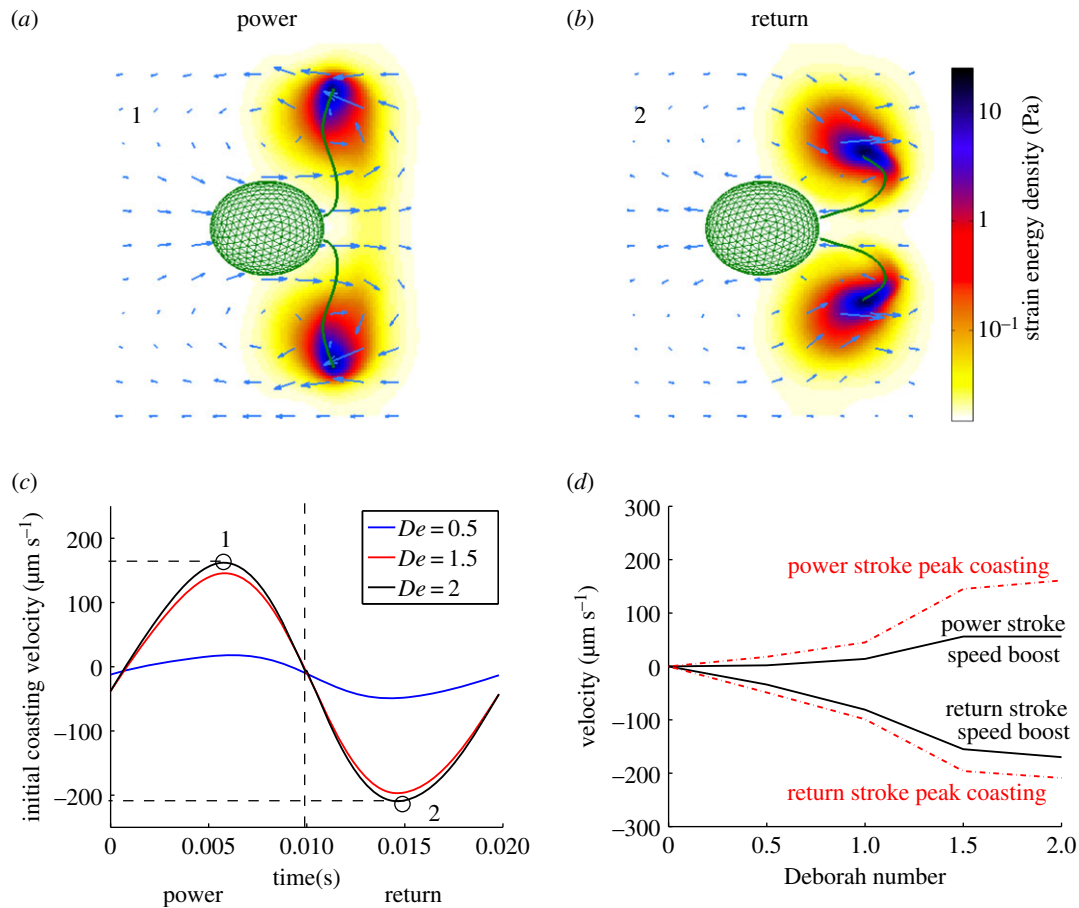 (a) power
(b) return
1
2
10
1
10⁻¹
strain energy density (Pa)
(c)
initial coasting velocity (µm s⁻¹)
200
100
0
−100
−200
0 0.005 0.010 0.015 0.020
time(s)
power return
1
2
De = 0.5
De = 1.5
De = 2
(d)
velocity (µm s⁻¹)
300
200
100
0
−100
−200
−300
0 0.5 1.0 1.5 2.0
Deborah number
power stroke peak coasting
power stroke
speed boost
return stroke
speed boost
return stroke peak coasting